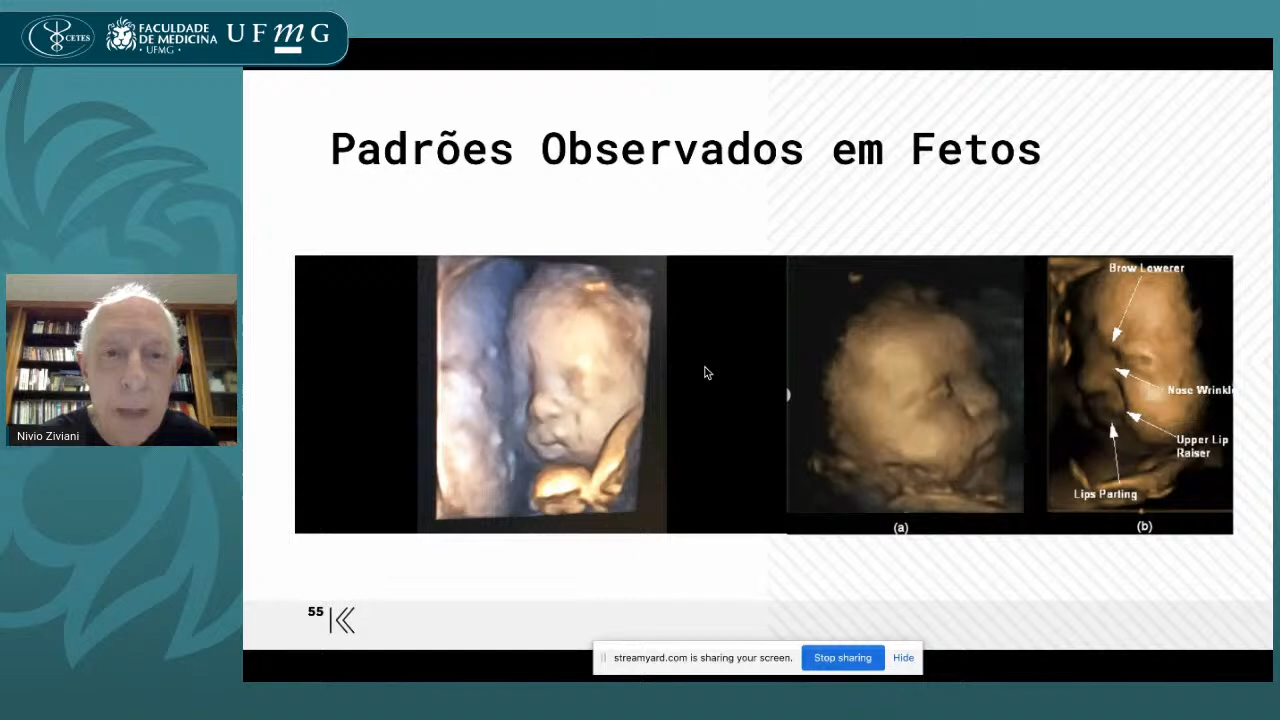 CETES
FACULDADE
DE MEDICINA
• UFMG •
UFMG
Padrões Observados em Fetos
Brow Lowerer
Nose Wrinkle
Upper Lip
Raiser
Lips Parting
(a)
(b)
Nivio Ziviani
55
streamyard.com is sharing your screen.
Stop sharing
Hide